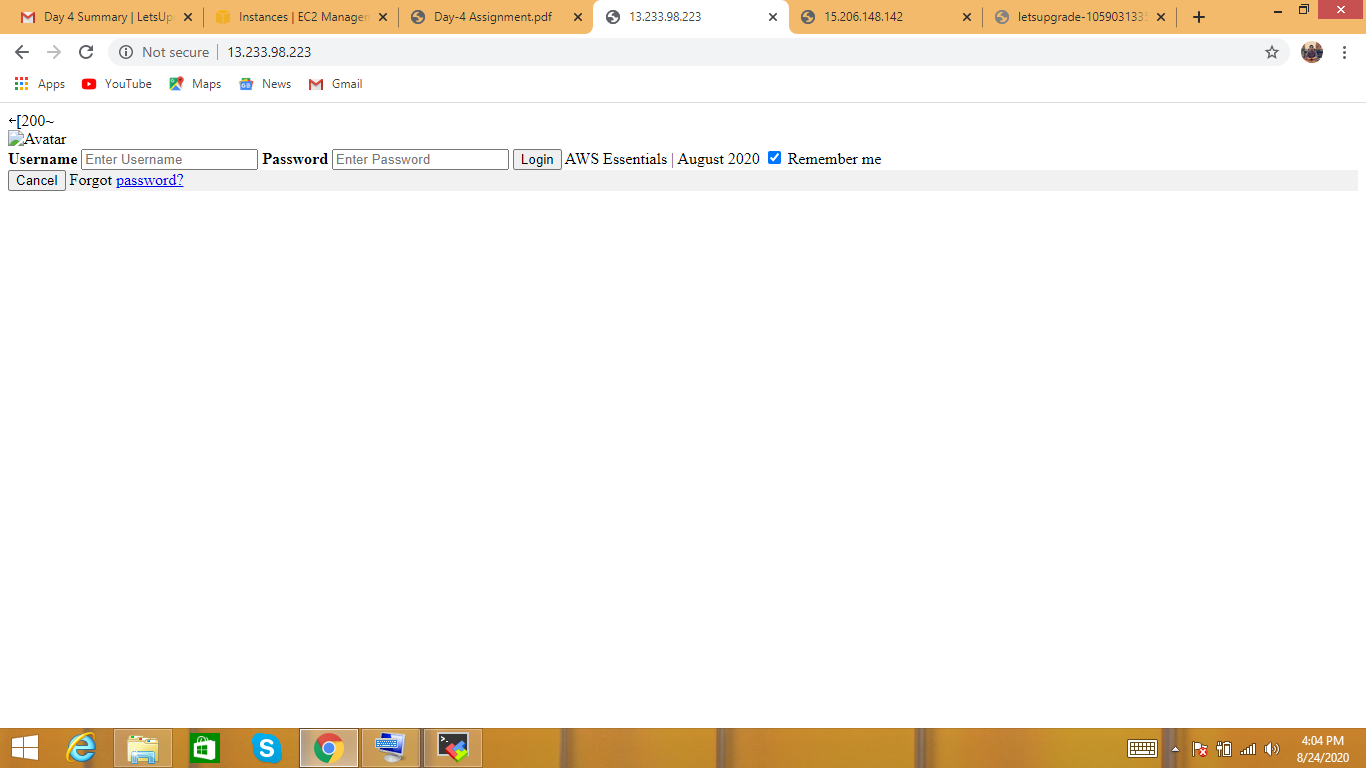 Day 4 Summary | LetsUp
Instances | EC2 Managem
Day-4 Assignment.pdf
13.233.98.223
15.206.148.142
letsupgrade-1059031335
Not secure
13.233.98.223
Apps
YouTube
Maps
News
Gmail
←[200~
Avatar
Username Enter Username Password Enter Password Login AWS Essentials | August 2020 Remember me
Cancel Forgot password?
4:04 PM
8/24/2020